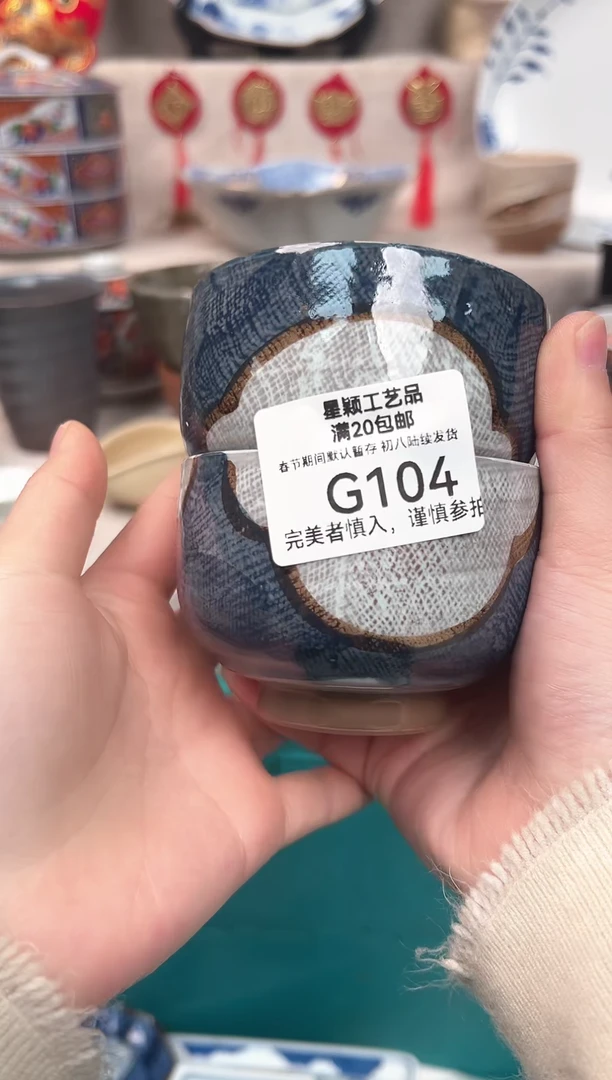 星颖工艺品
满20包邮
春节期间默认暂存 初八陆续发货
G104
完美者慎入，谨慎参拍